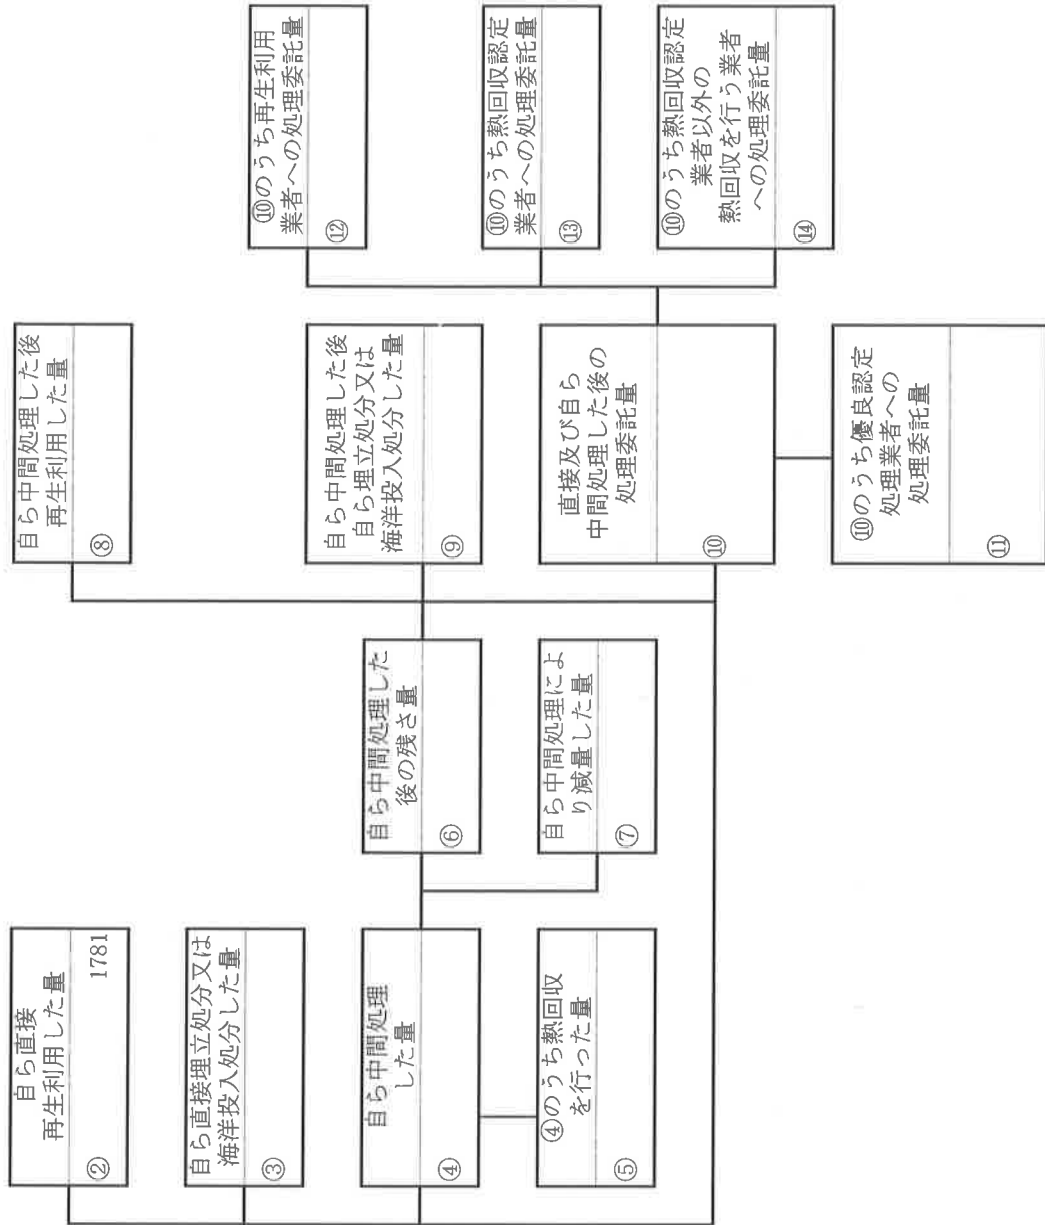 自ら直接
再生利用した量
②
1781
自ら直接埋立処分又は
海洋投入処分した量
③
自ら中間処理
した量
④
④のうち熱回収
を行った量
⑤
自ら中間処理した
後の残さ量
⑥
自ら中間処理によ
り減量した量
⑦
自ら中間処理した後
再生利用した量
⑧
自ら中間処理した後
自ら埋立処分又は
海洋投入処分した量
⑨
直接及び自ら
中間処理した後の
処理委託量
⑩
⑩のうち優良認定
処理業者への
処理委託量
⑪
⑩のうち再生利用
業者への処理委託量
⑫
⑩のうち熱回収認定
業者への処理委託量
⑬
⑩のうち熱回収認定
業者以外の
熱回収を行う業者
への処理委託量
⑭